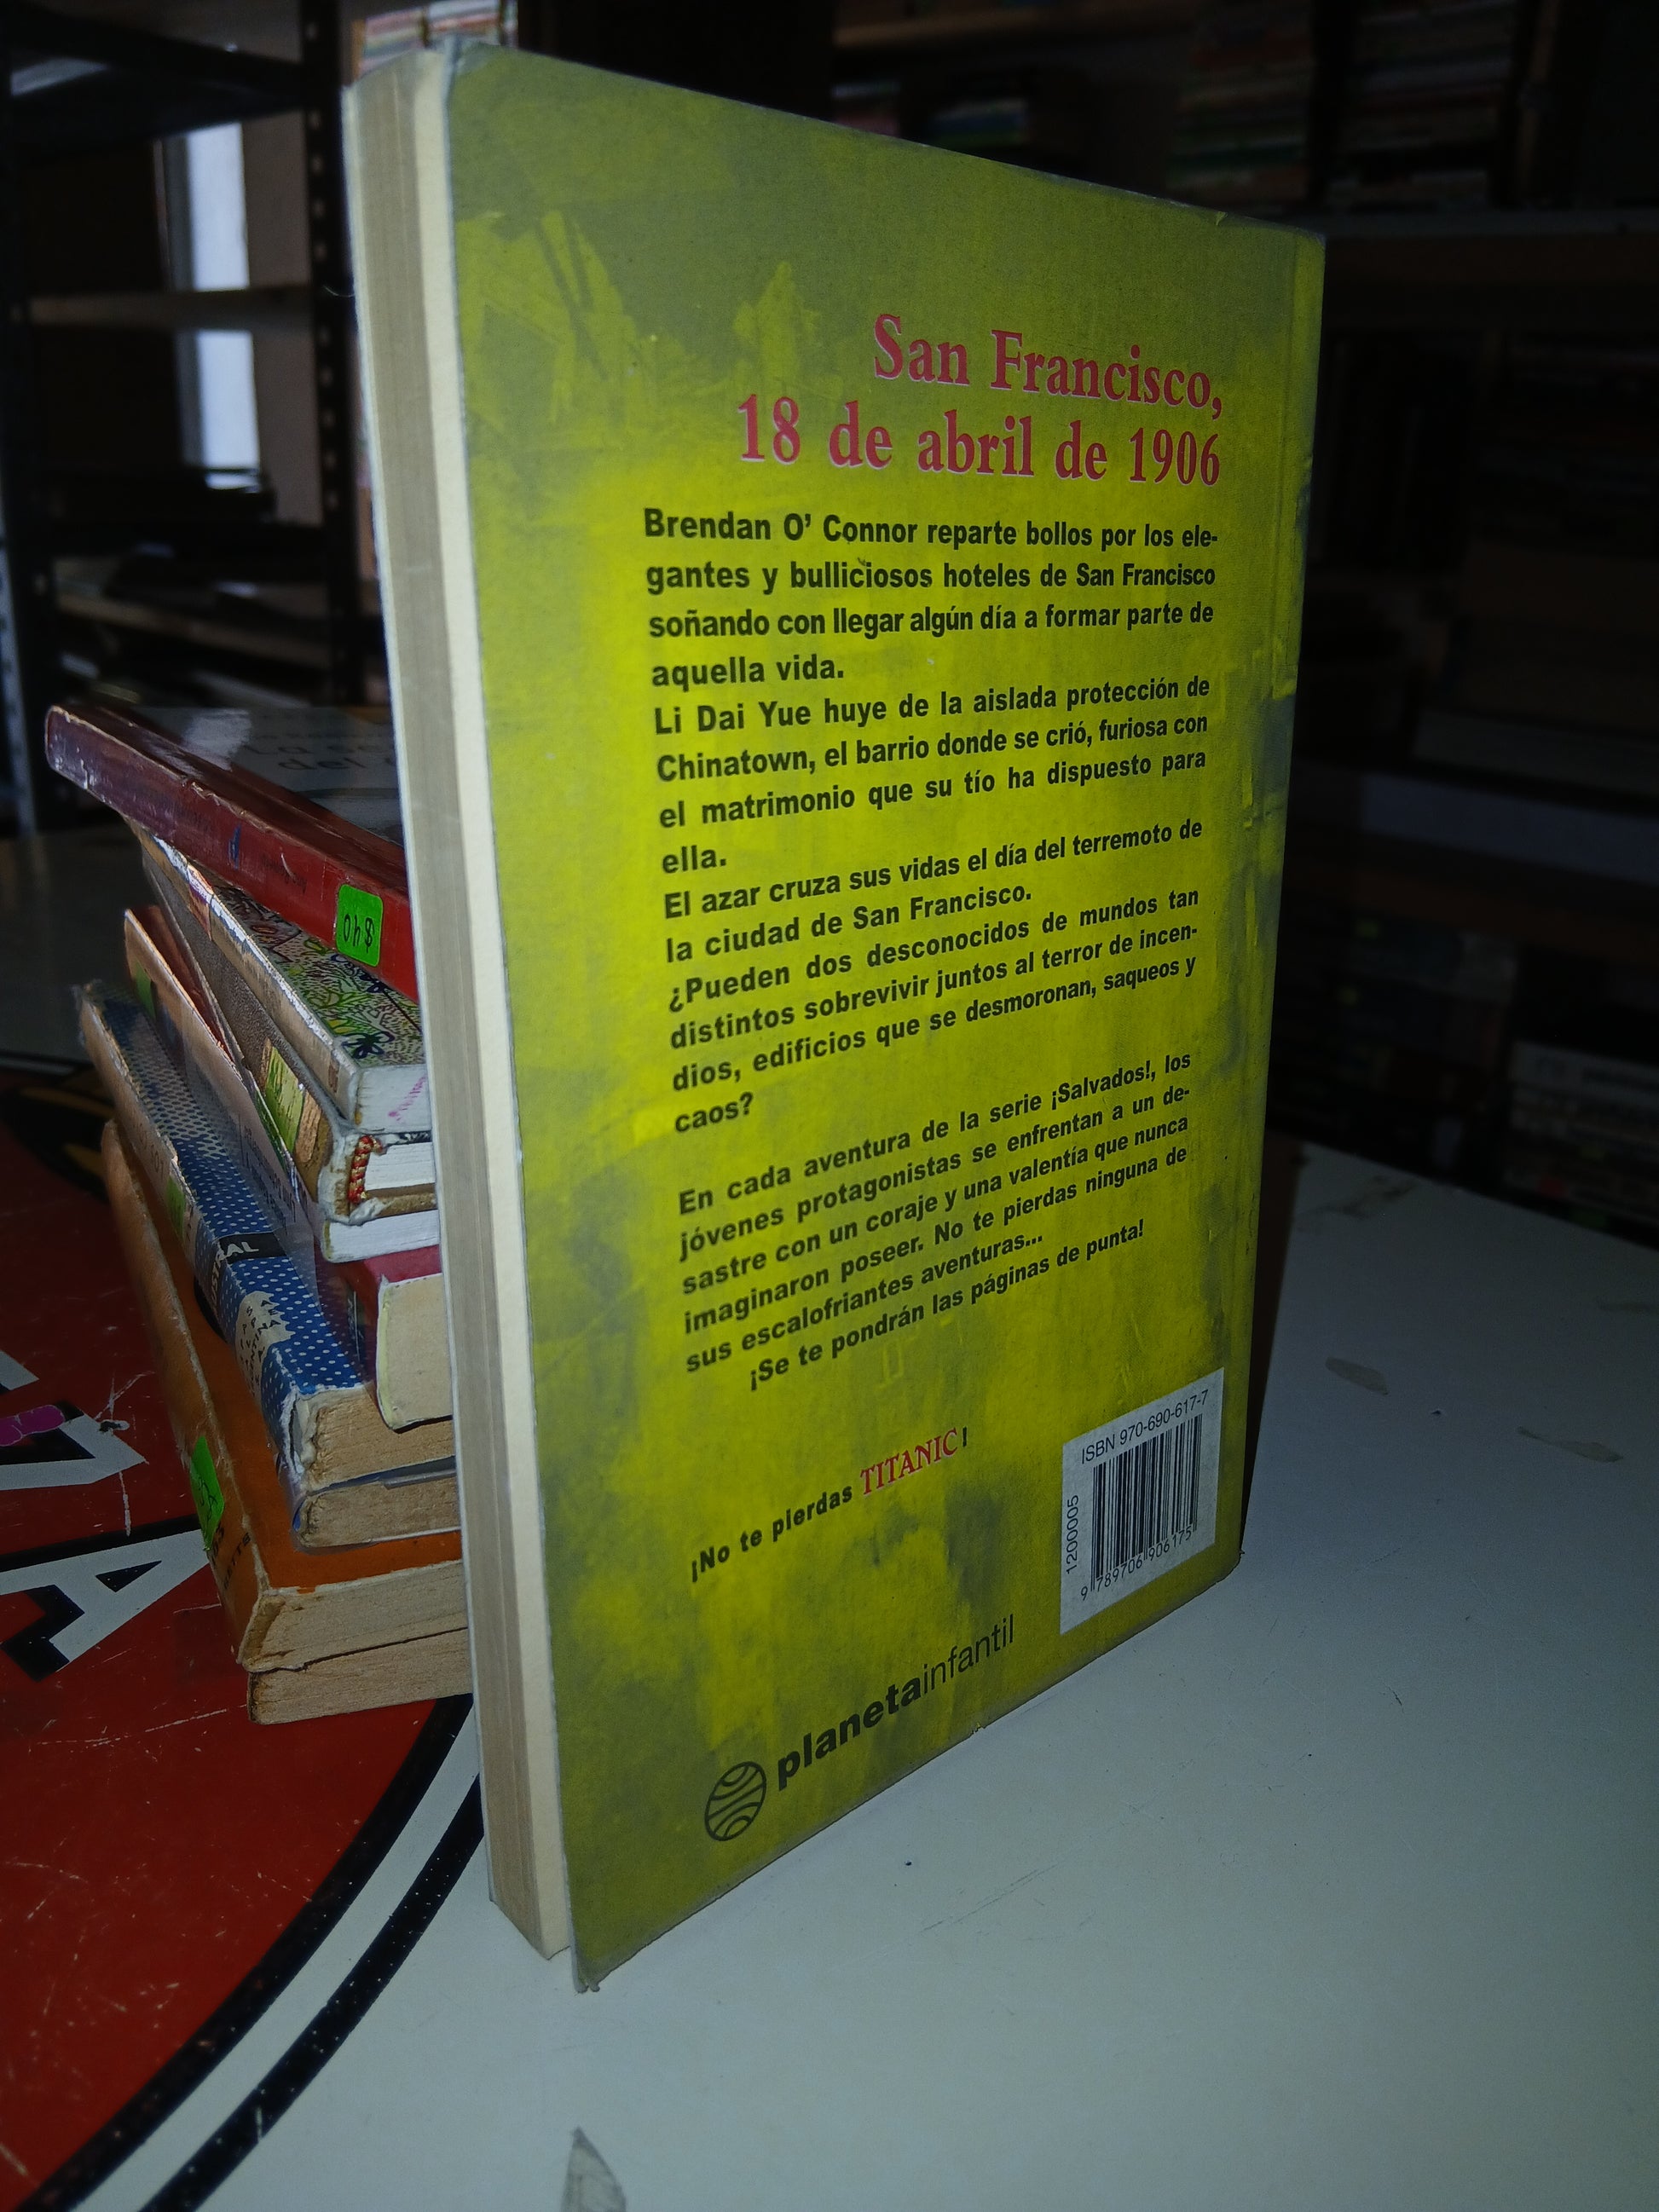 San Francisco,
18 de abril de 1906
Brendan O' Connor reparte bollos por los ele-
gantes y bulliciosos hoteles de San Francisco
soñando con llegar algún día a formar parte de
aquella vida.
Li Dai Yue huye de la aislada protección de
Chinatown, el barrio donde se crió, furiosa con
el matrimonio que su tío ha dispuesto para
ella.
El azar cruza sus vidas el día del terremoto de
la ciudad de San Francisco.
¿Pueden dos desconocidos de mundos tan
distintos sobrevivir juntos al terror de incen-
dios, edificios que se desmoronan, saqueos y
caos?
En cada aventura de la serie ¡Salvados!, los
jóvenes protagonistas se enfrentan a un de-
sastre con un coraje y una valentía que nunca
imaginaron poseer. No te pierdas ninguna de
sus escalofriantes aventuras...
¡Se te pondrán las páginas de punta!
¡No te pierdas TITANIC!
ISBN 970-690-617-7
1200005
9 789706 906175
planetainfantil
$40